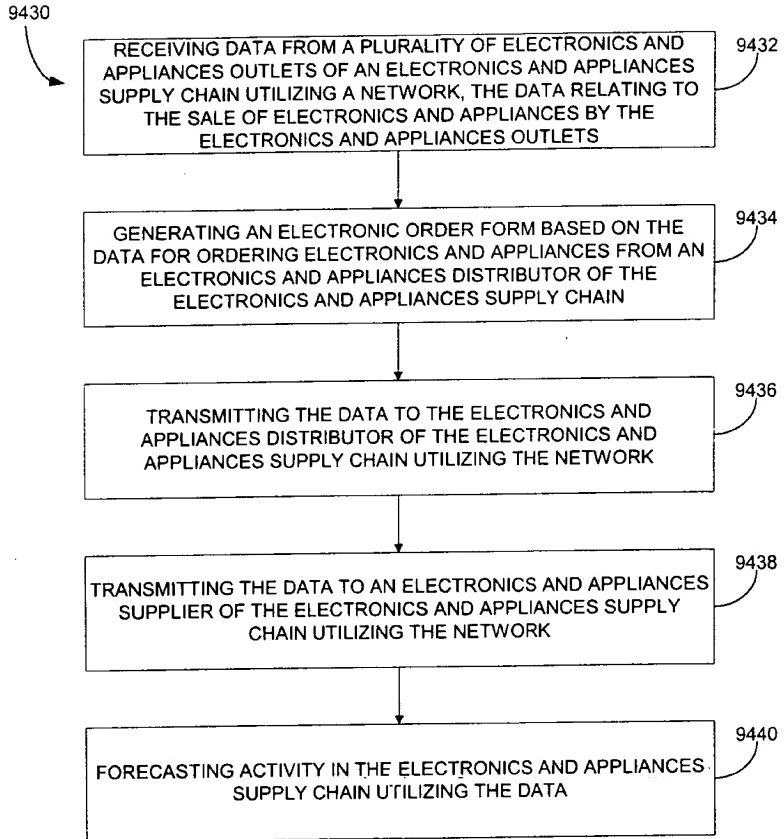 9430
RECEIVING DATA FROM A PLURALITY OF ELECTRONICS AND
APPLIANCES OUTLETS OF AN ELECTRONICS AND APPLIANCES
SUPPLY CHAIN UTILIZING A NETWORK, THE DATA RELATING TO
THE SALE OF ELECTRONICS AND APPLIANCES BY THE
ELECTRONICS AND APPLIANCES OUTLETS
9432
GENERATING AN ELECTRONIC ORDER FORM BASED ON THE
DATA FOR ORDERING ELECTRONICS AND APPLIANCES FROM AN
ELECTRONICS AND APPLIANCES DISTRIBUTOR OF THE
ELECTRONICS AND APPLIANCES SUPPLY CHAIN
9434
TRANSMITTING THE DATA TO THE ELECTRONICS AND
APPLIANCES DISTRIBUTOR OF THE ELECTRONICS AND
APPLIANCES SUPPLY CHAIN UTILIZING THE NETWORK
9436
TRANSMITTING THE DATA TO AN ELECTRONICS AND APPLIANCES
SUPPLIER OF THE ELECTRONICS AND APPLIANCES SUPPLY
CHAIN UTILIZING THE NETWORK
9438
FORECASTING ACTIVITY IN THE ELECTRONICS AND APPLIANCES
SUPPLY CHAIN UTILIZING THE DATA
9440